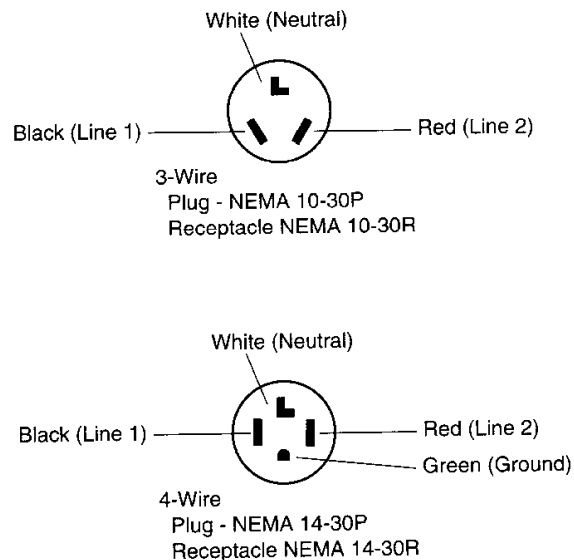 White (Neutral)
Black (Line 1)
Red (Line 2)
3-Wire
Plug - NEMA 10-30P
Receptacle NEMA 10-30R
White (Neutral)
Black (Line 1)
Red (Line 2)
Green (Ground)
4-Wire
Plug - NEMA 14-30P
Receptacle NEMA 14-30R